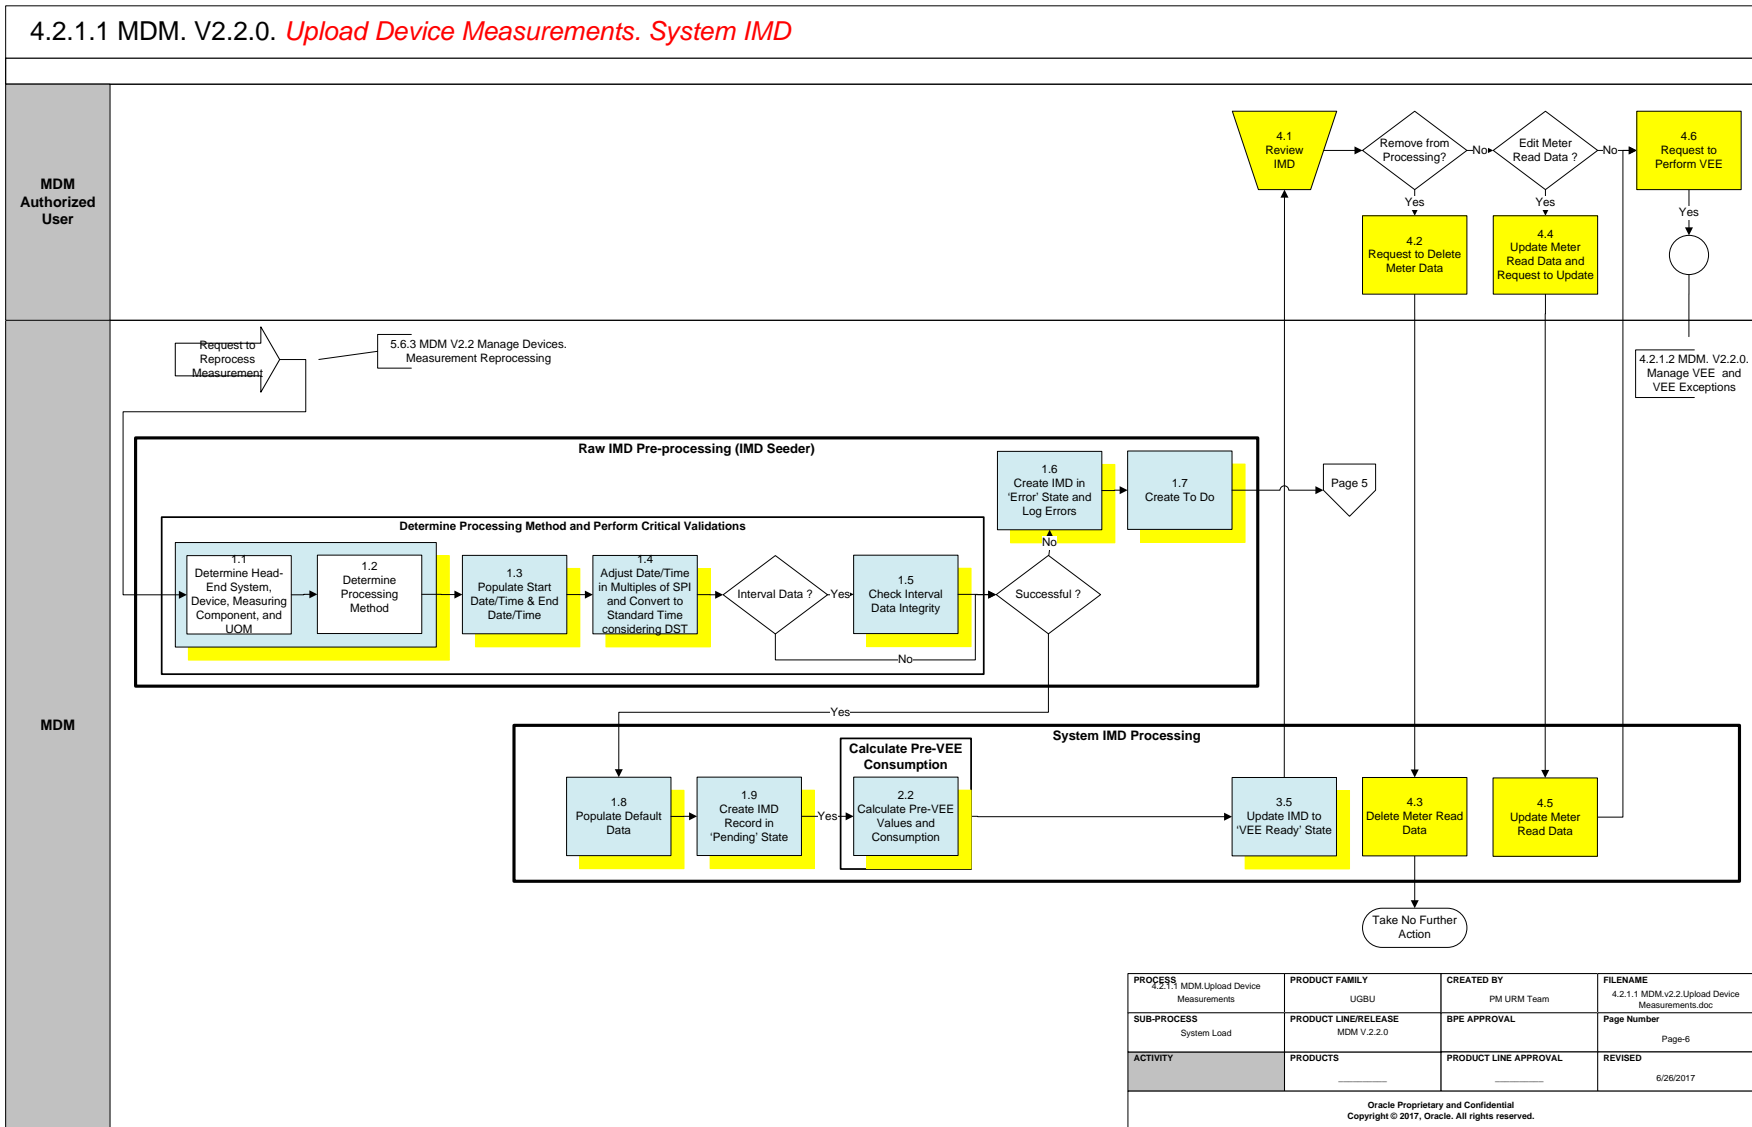 4.2.1.1 MDM. V2.2.0. Upload Device Measurements. System IMD
MDM
Authorized
User
4.1
Review
IMD
Remove from
Processing?
No
Edit Meter
Read Data ?
No
4.6
Request to
Perform VEE
Yes
Yes
Yes
4.2
Request to Delete
Meter Data
4.4
Update Meter
Read Data and
Request to Update
MDM
Request to
Reprocess
Measurement
5.6.3 MDM V2.2 Manage Devices.
Measurement Reprocessing
4.2.1.2 MDM. V2.2.0.
Manage VEE and
VEE Exceptions
Raw IMD Pre-processing (IMD Seeder)
1.6
Create IMD in
‘Error’ State and
Log Errors
1.7
Create To Do
Page 5
Determine Processing Method and Perform Critical Validations
No
1.1
Determine Head-
End System,
Device, Measuring
Component, and
UOM
1.2
Determine
Processing
Method
1.3
Populate Start
Date/Time & End
Date/Time
1.4
Adjust Date/Time
in Multiples of SPI
and Convert to
Standard Time
considering DST
Interval Data ?
Yes
1.5
Check Interval
Data Integrity
Successful ?
No
Yes
System IMD Processing
Calculate Pre-VEE
Consumption
1.8
Populate Default
Data
1.9
Create IMD
Record in
‘Pending’ State
Yes
2.2
Calculate Pre-VEE
Values and
Consumption
3.5
Update IMD to
‘VEE Ready’ State
4.3
Delete Meter Read
Data
4.5
Update Meter
Read Data
Take No Further
Action
PROCESS
4.2.1.1 MDM.Upload Device
Measurements
PRODUCT FAMILY
UGBU
CREATED BY
PM URM Team
FILENAME
4.2.1.1 MDM.v2.2.Upload Device
Measurements.doc
SUB-PROCESS
System Load
PRODUCT LINE/RELEASE
MDM V.2.2.0
BPE APPROVAL
Page Number
Page-6
ACTIVITY
PRODUCTS
PRODUCT LINE APPROVAL
REVISED
6/26/2017
Oracle Proprietary and Confidential
Copyright © 2017, Oracle. All rights reserved.